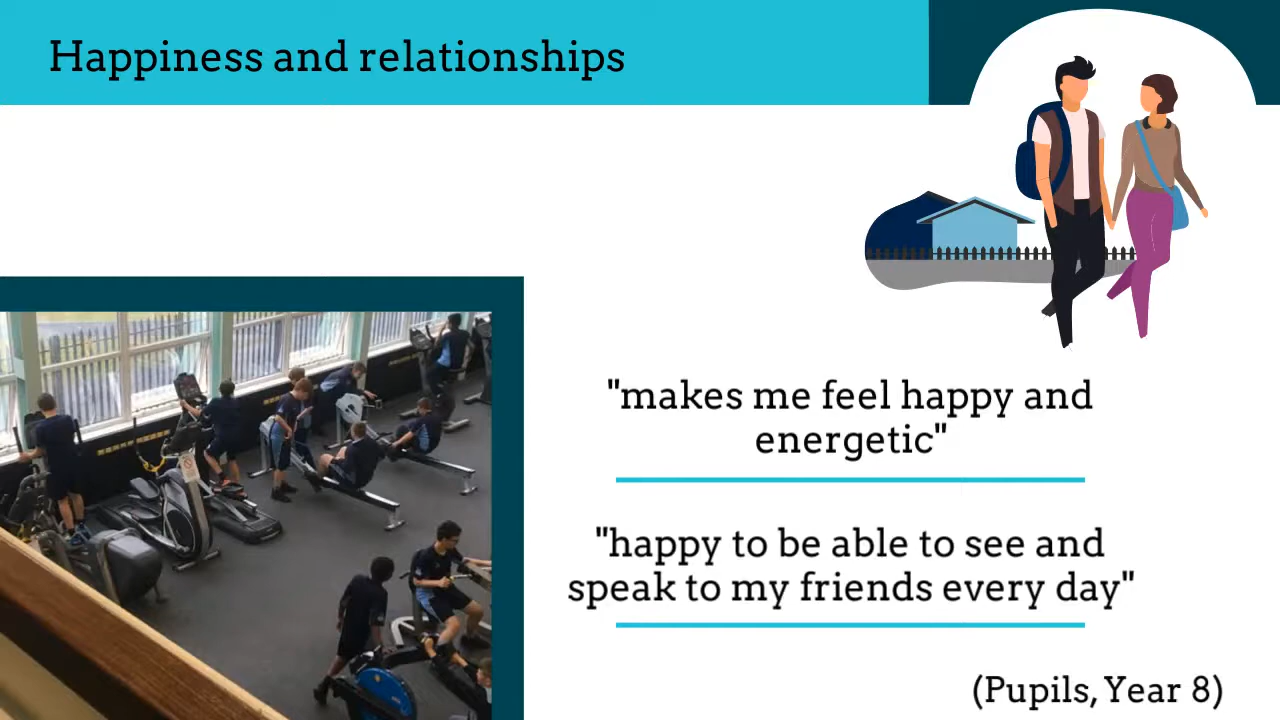 Happiness and relationships
"makes me feel happy and
energetic"
"happy to be able to see and
speak to my friends every day"
(Pupils, Year 8)